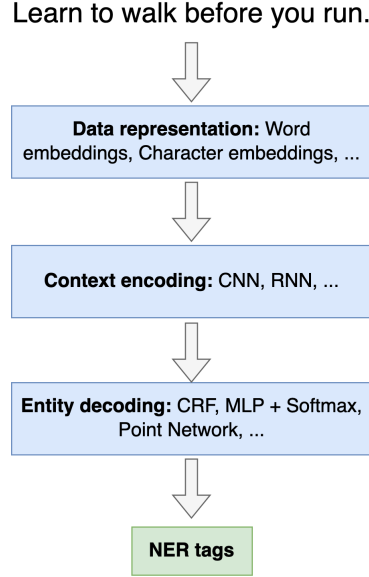 Learn to walk before you run.
Data representation: Word
embeddings, Character embeddings, ...
Context encoding: CNN, RNN, ...
Entity decoding: CRF, MLP + Softmax,
Point Network, ...
NER tags